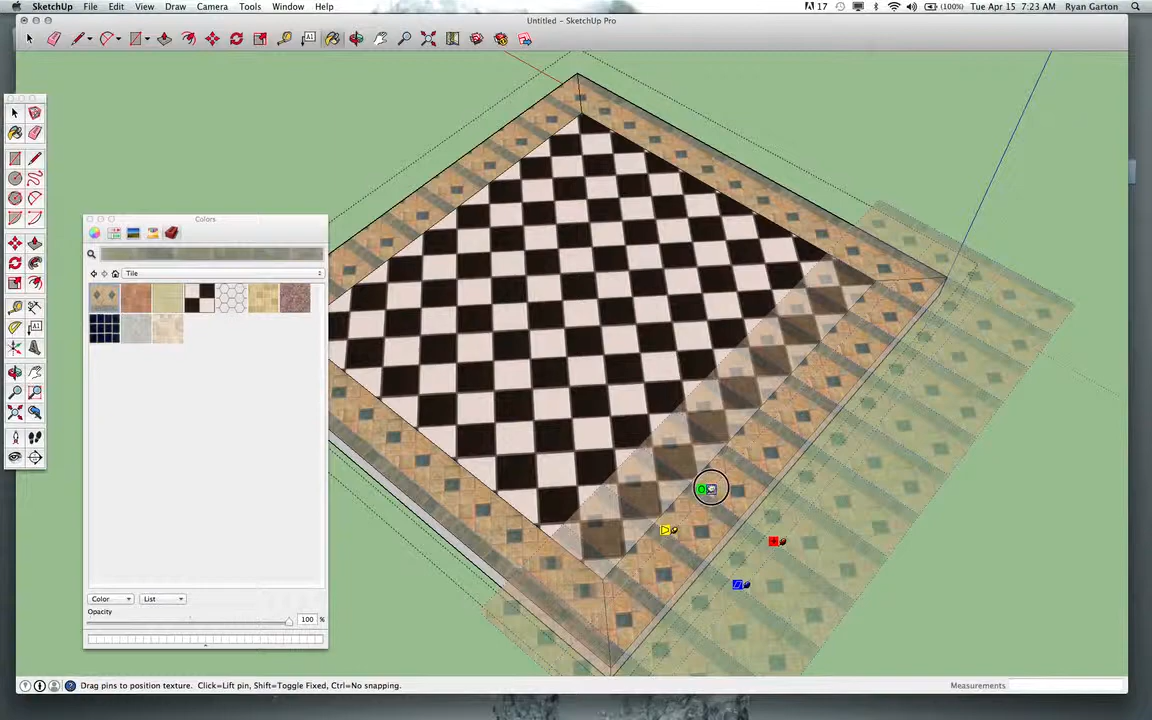 SketchUp File Edit View Draw Camera Tools Window Help 17 (100%) Tue Apr 15 7:23 AM Ryan Garton
Untitled - SketchUp Pro
A1
Colors
Tile
A1
Color List
Opacity
100 %
Drag pins to position texture. Click=Lift pin, Shift=Toggle Fixed, Ctrl=No snapping. Measurements